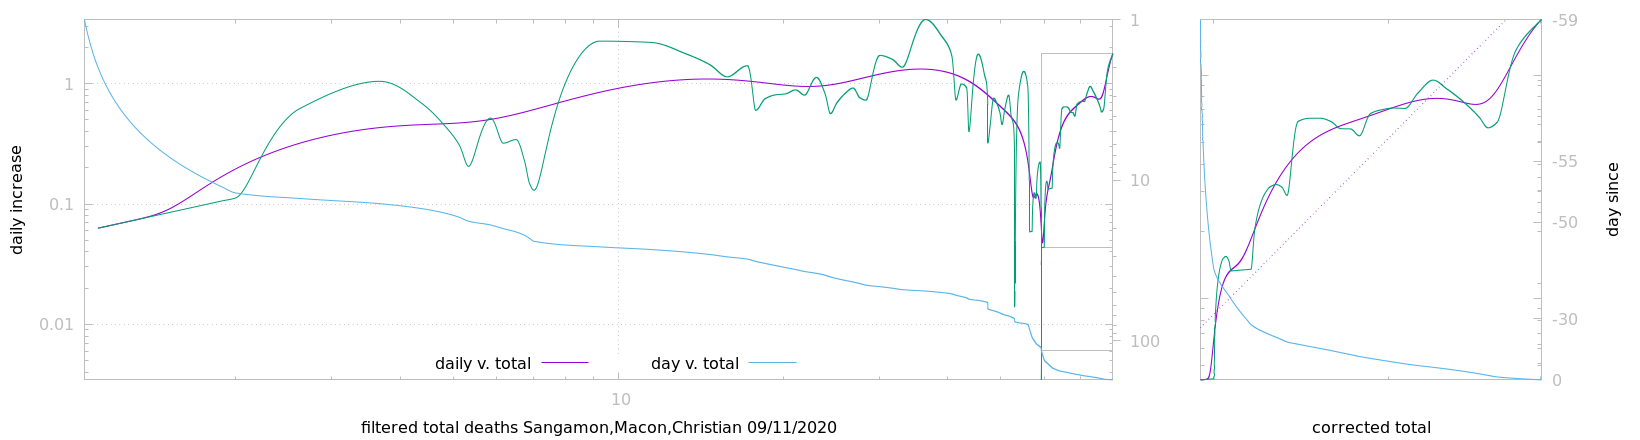 1
0.1
0.01
daily increase
daily v. total
day v. total
10
filtered total deaths Sangamon,Macon,Christian 09/11/2020
1
10
100
-59
-55
-50
-30
0
day since
corrected total